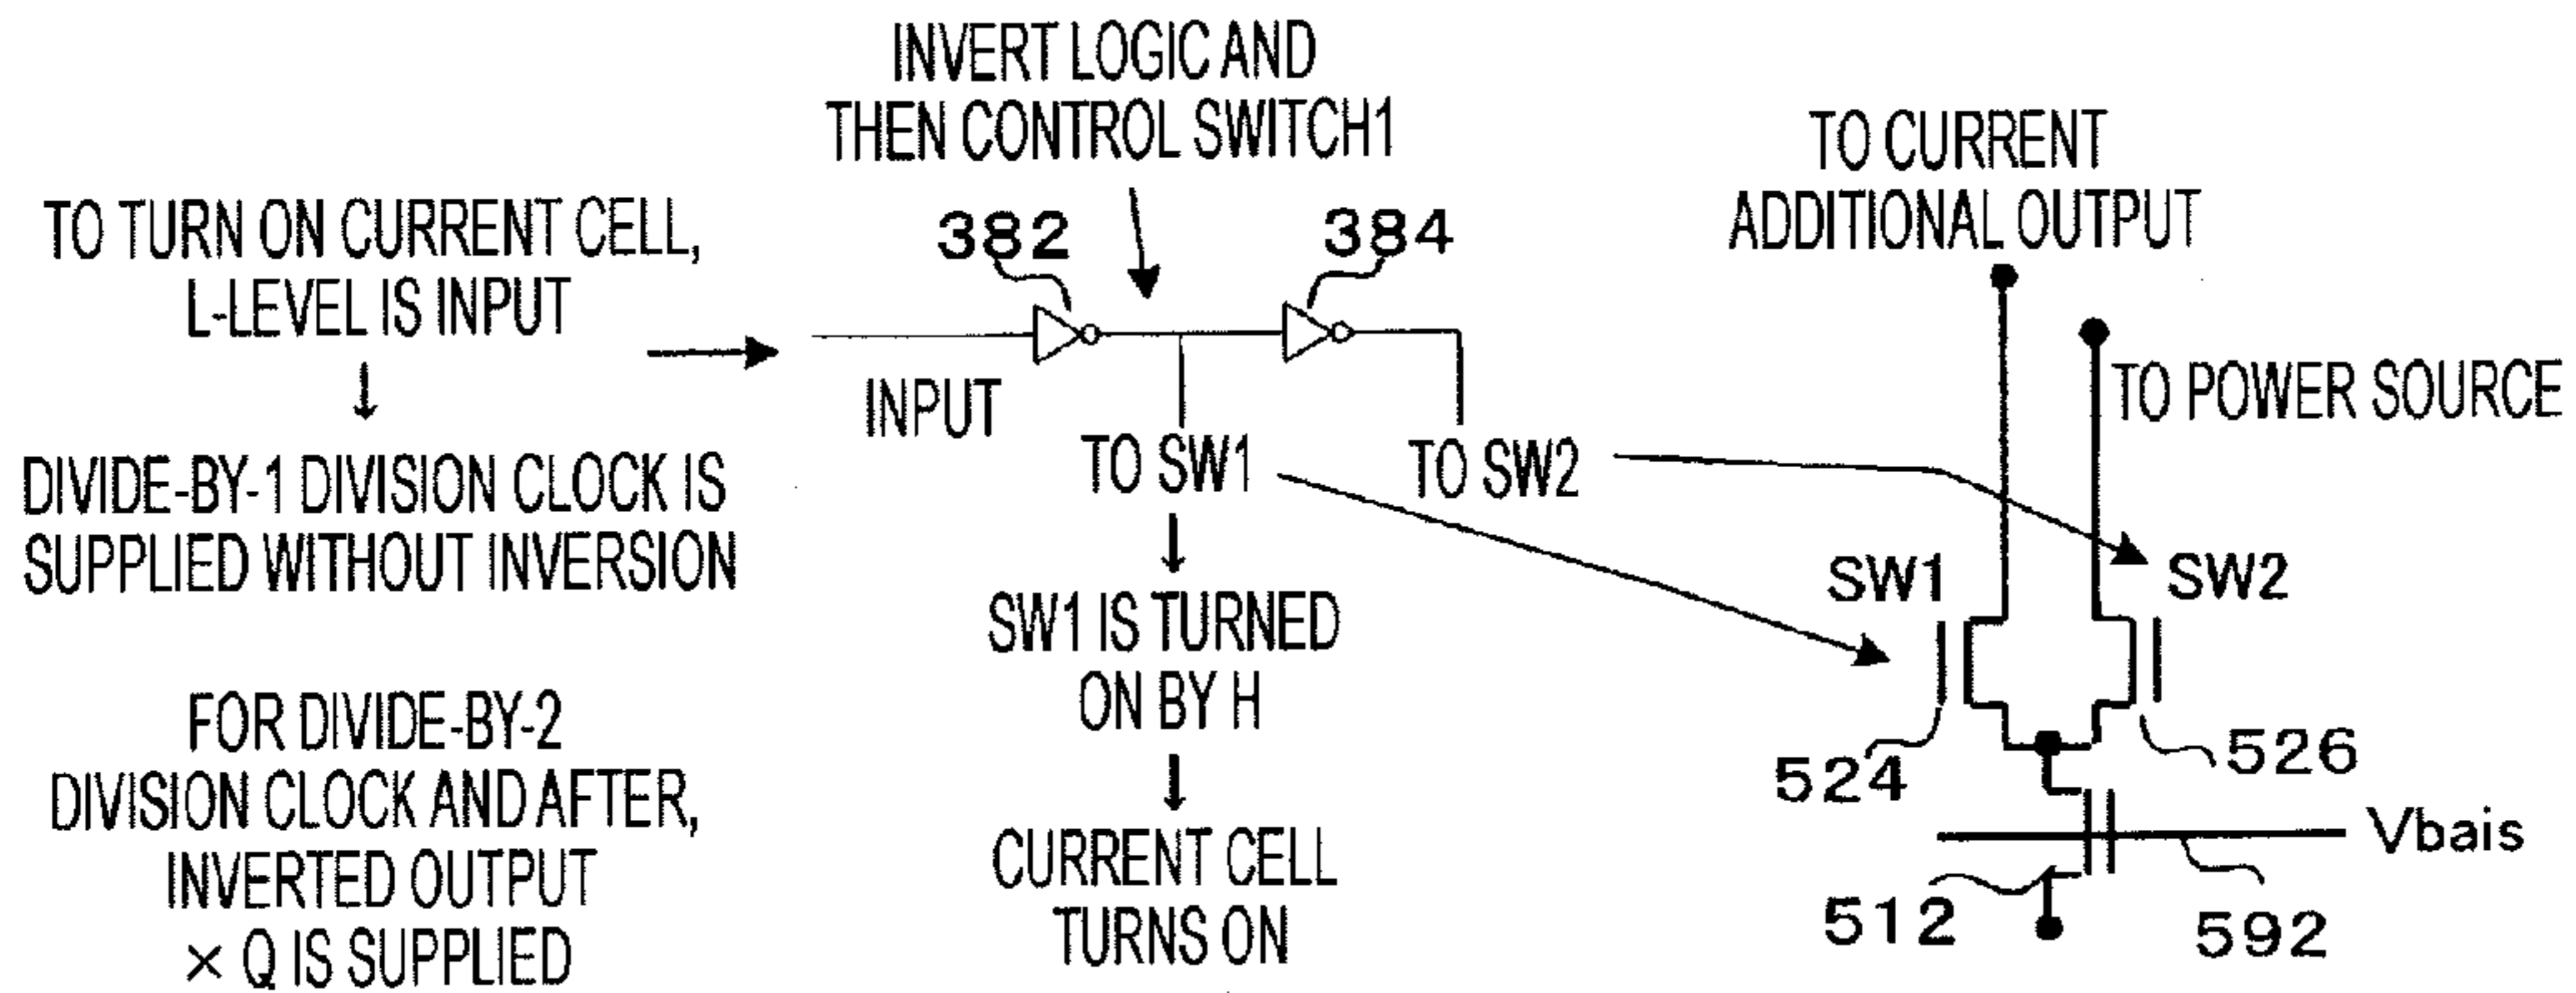 INVERT LOGIC AND
THEN CONTROL SWITCH1
TO TURN ON CURRENT CELL,
L-LEVEL IS INPUT
↓
DIVIDE-BY-1 DIVISION CLOCK IS
SUPPLIED WITHOUT INVERSION
FOR DIVIDE-BY-2
DIVISION CLOCK AND AFTER,
INVERTED OUTPUT
× Q IS SUPPLIED
382
384
INPUT
TO SW1
TO SW2
↓
SW1 IS TURNED
ON BY H
↓
CURRENT CELL
TURNS ON
TO CURRENT
ADDITIONAL OUTPUT
TO POWER SOURCE
SW1
SW2
524
526
Vbais
512
592